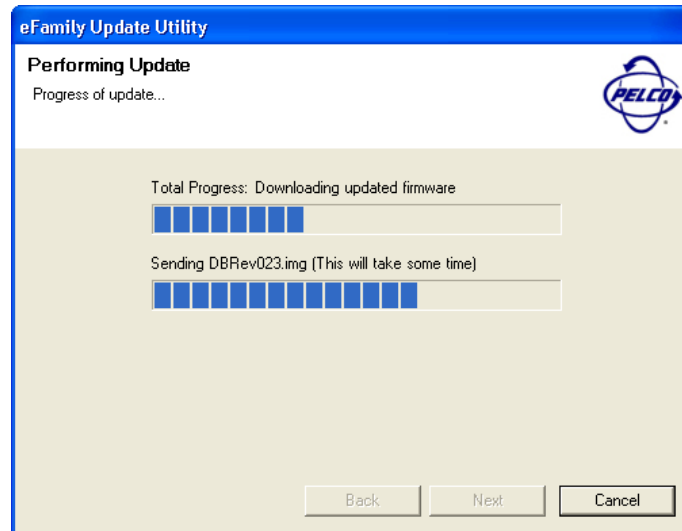 eFamily Update Utility
Performing Update
Progress of update...
PELCO
Total Progress: Downloading updated firmware
Sending DBRev023.img (This will take some time)
Back
Next
Cancel